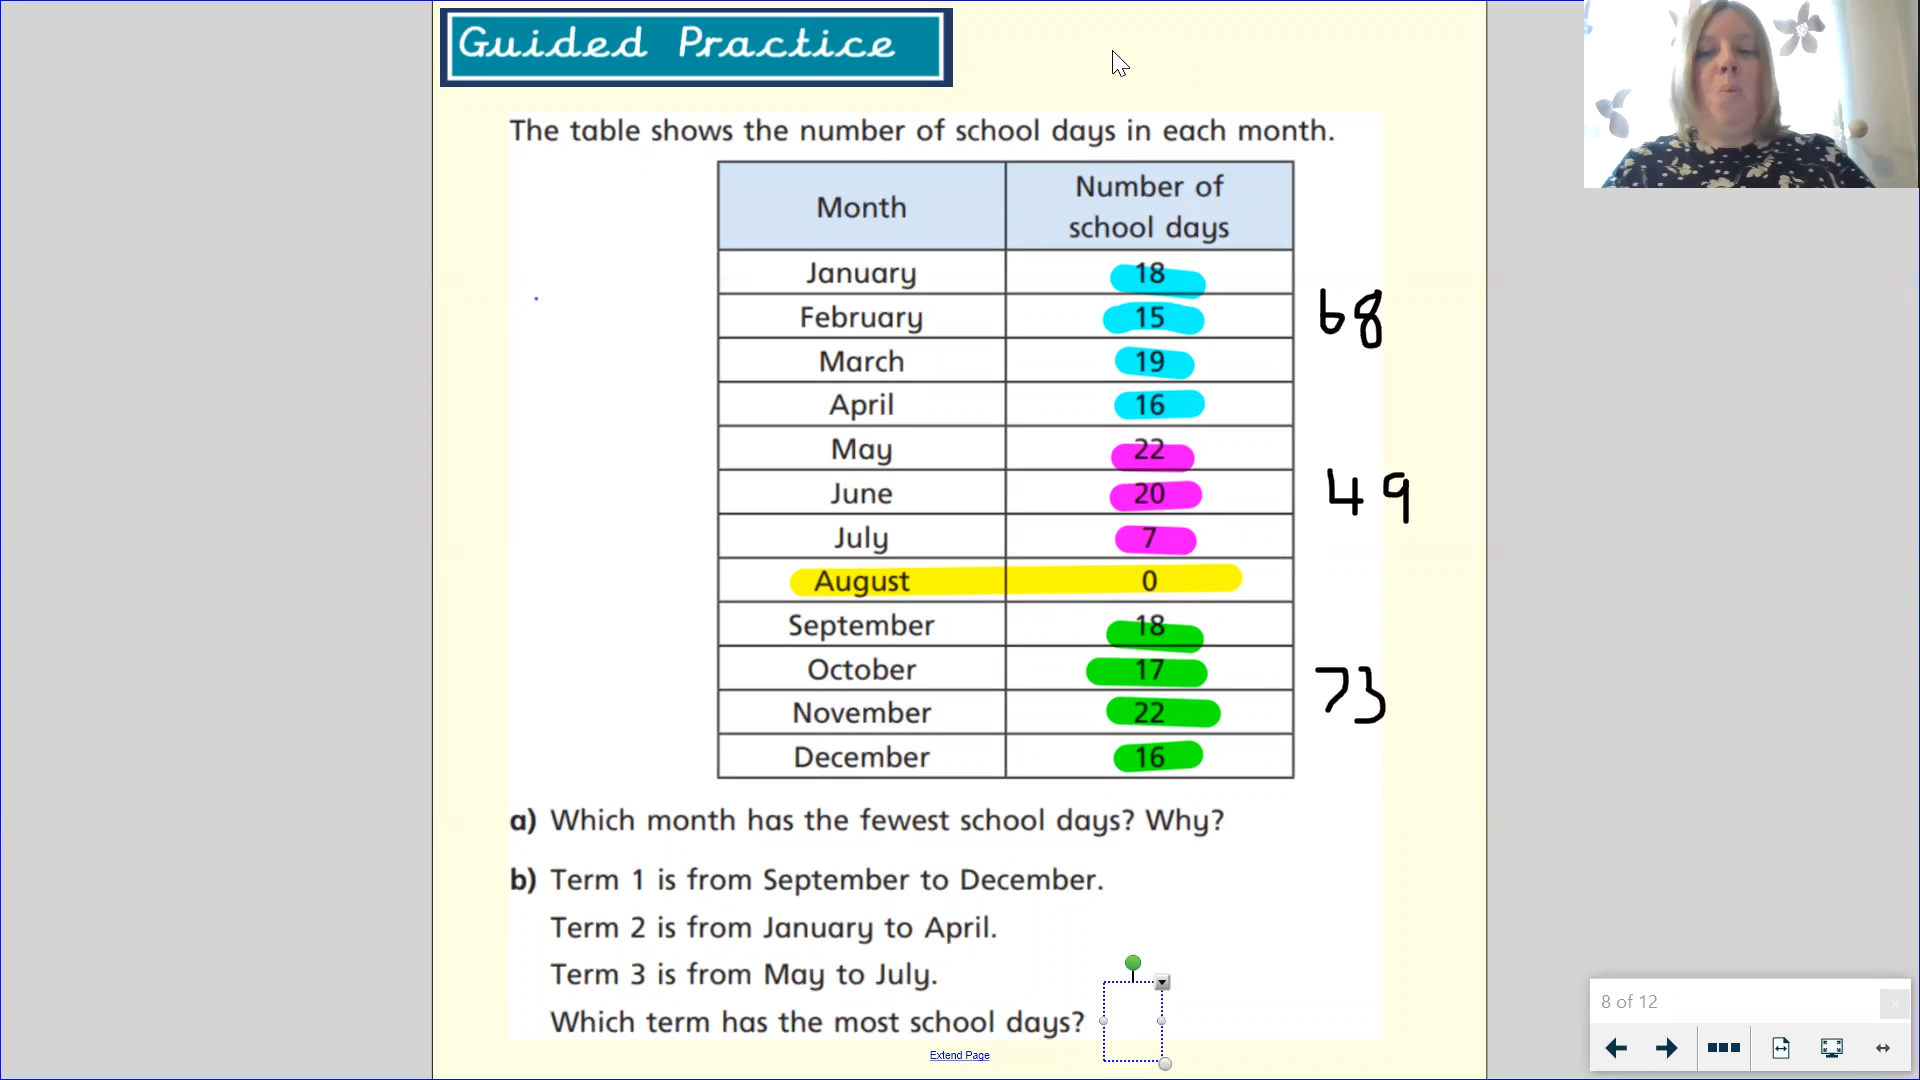 Guided Practice
The table shows the number of school days in each month.
Month Number of school days
January 18
February 15
68
March 19
April 16
May 22
June 20
49
July 7
August 0
September 18
October 17
73
November 22
December 16
a) Which month has the fewest school days? Why?
b) Term 1 is from September to December.
Term 2 is from January to April.
Term 3 is from May to July.
Which term has the most school days?
Extend Page
8 of 12